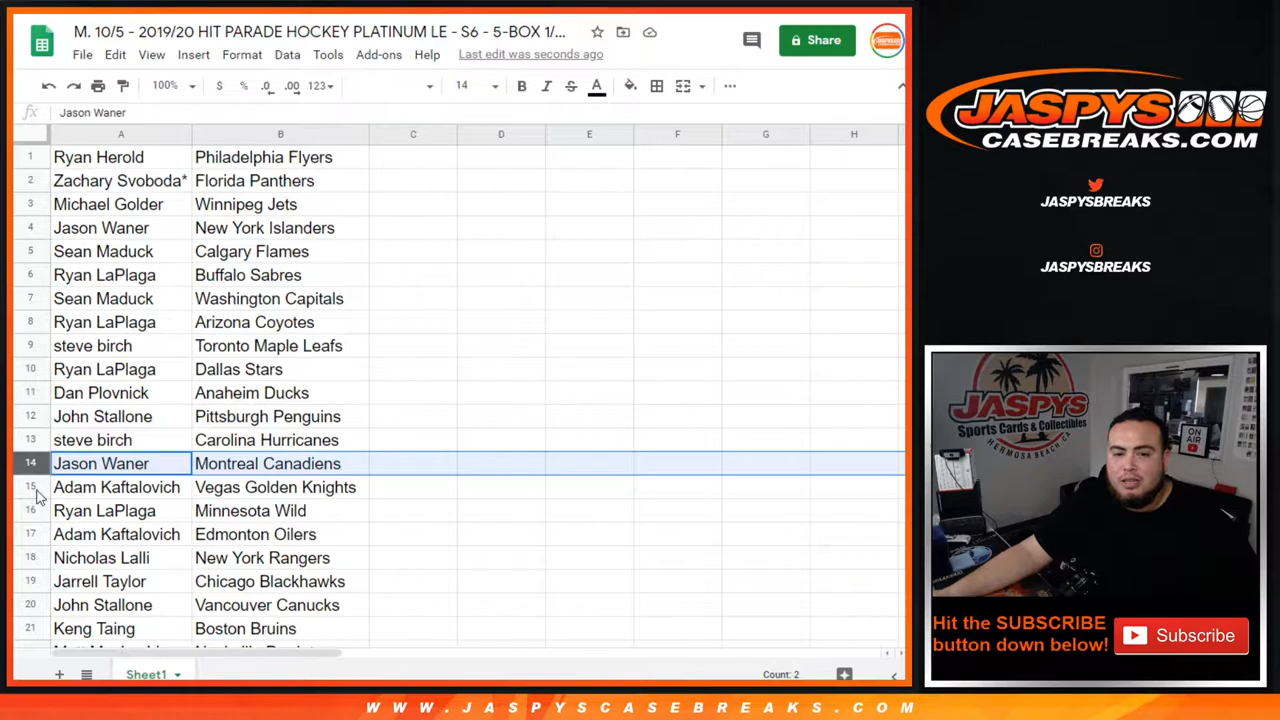 M. 10/5 - 2019/20 HIT PARADE HOCKEY PLATINUM LE - S6 - 5-BOX 1/...
File Edit View Insert Format Data Tools Add-ons Help Last edit was seconds ago
Share
100% $ % .0 .00 123 14 B I S A
fx Jason Waner
A B C D E F G H
1 Ryan Herold Philadelphia Flyers
2 Zachary Svoboda* Florida Panthers
3 Michael Golder Winnipeg Jets
4 Jason Waner New York Islanders
5 Sean Maduck Calgary Flames
6 Ryan LaPlaga Buffalo Sabres
7 Sean Maduck Washington Capitals
8 Ryan LaPlaga Arizona Coyotes
9 steve birch Toronto Maple Leafs
10 Ryan LaPlaga Dallas Stars
11 Dan Plovnick Anaheim Ducks
12 John Stallone Pittsburgh Penguins
13 steve birch Carolina Hurricanes
14 Jason Waner Montreal Canadiens
15 Adam Kaftalovich Vegas Golden Knights
16 Ryan LaPlaga Minnesota Wild
17 Adam Kaftalovich Edmonton Oilers
18 Nicholas Lalli New York Rangers
19 Jarrell Taylor Chicago Blackhawks
20 John Stallone Vancouver Canucks
21 Keng Taing Boston Bruins
Sheet1
Count: 2
JASPYS
CASEBREAKS.COM
JASPYSBREAKS
JASPYSBREAKS
JASPYS
Sports Cards & Collectibles
HERMOSA BEACH CA
ON AIR
Hit the SUBSCRIBE
button down below!
Subscribe
WWW.JASPYSCASEBREAKS.COM